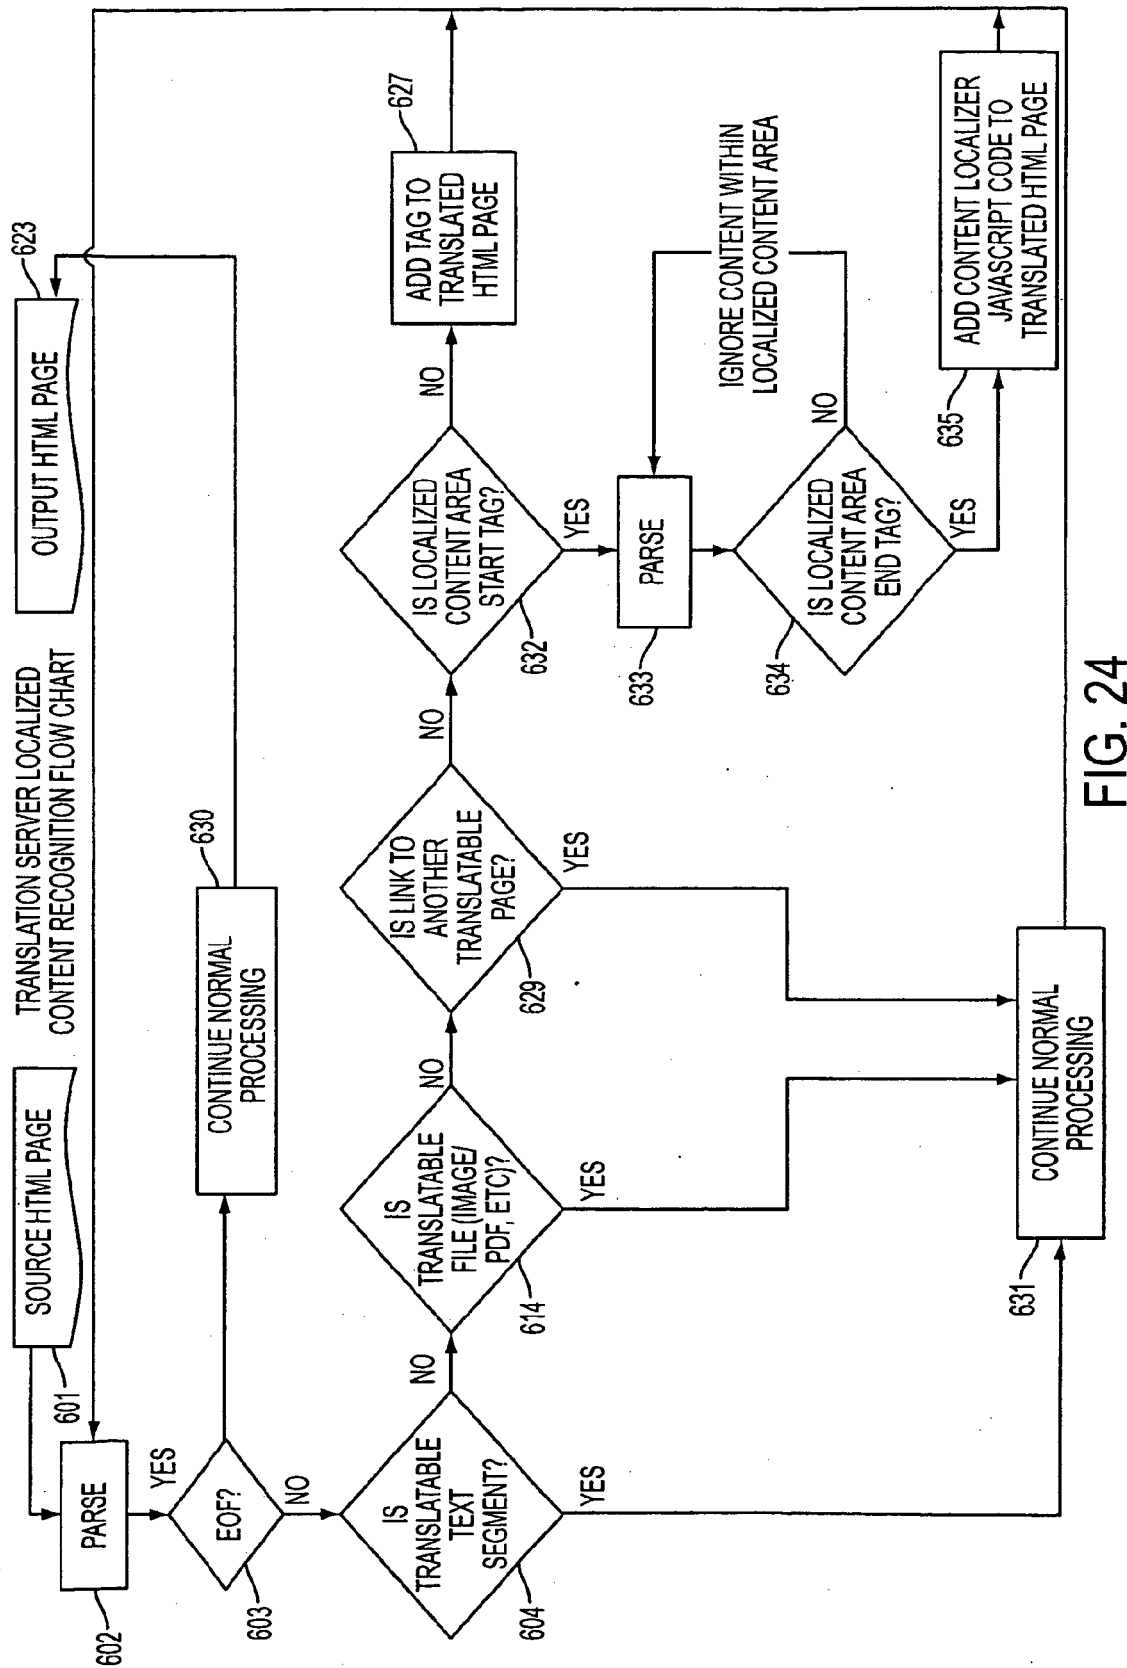 TRANSLATION SERVER LOCALIZED
CONTENT RECOGNITION FLOW CHART
SOURCE HTML PAGE
601
OUTPUT HTML PAGE
623
PARSE
602
YES
EOF?
603
NO
CONTINUE NORMAL
PROCESSING
630
IS
TRANSLATABLE
TEXT
SEGMENT?
604
NO
YES
IS
TRANSLATABLE
FILE (IMAGE/
PDF, ETC)?
614
NO
YES
IS LINK TO
ANOTHER
TRANSLATABLE
PAGE?
629
NO
YES
IS LOCALIZED
CONTENT AREA
START TAG?
632
NO
YES
ADD TAG TO
TRANSLATED
HTML PAGE
627
PARSE
633
IGNORE CONTENT WITHIN
LOCALIZED CONTENT AREA
IS LOCALIZED
CONTENT AREA
END TAG?
634
NO
YES
ADD CONTENT LOCALIZER
JAVASCRIPT CODE TO
TRANSLATED HTML PAGE
635
CONTINUE NORMAL
PROCESSING
631
FIG. 24